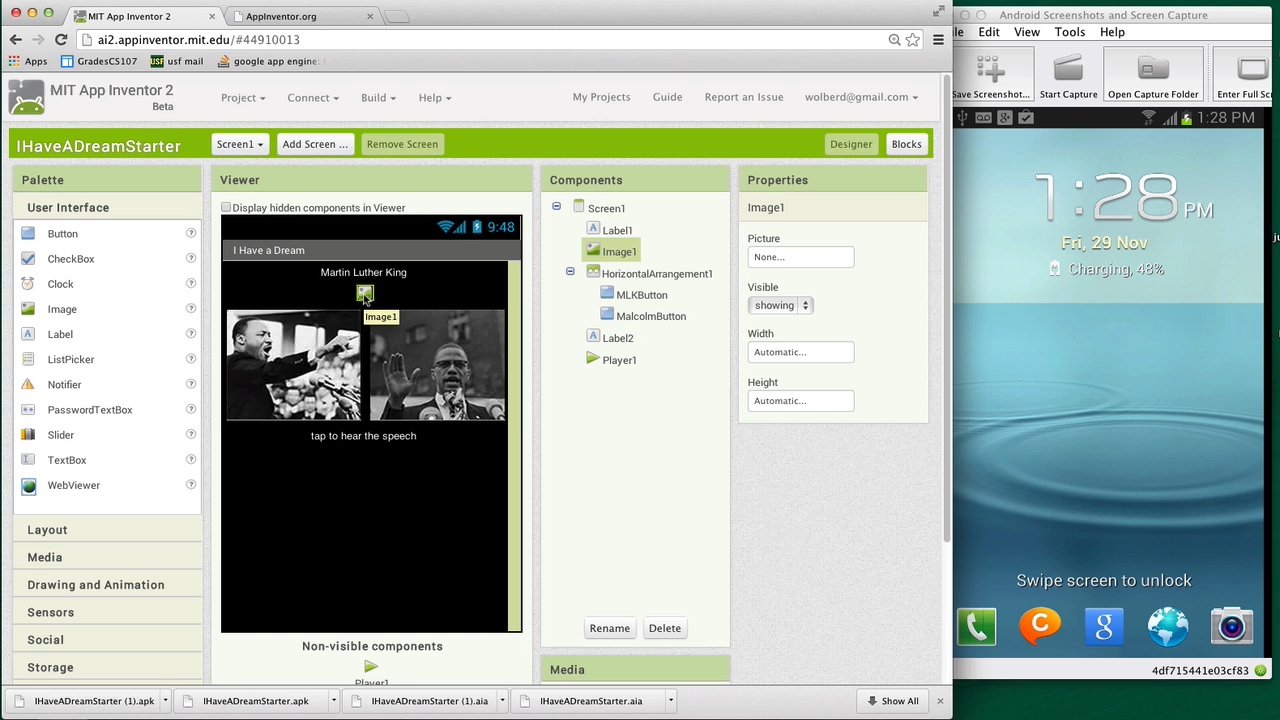 MIT App Inventor 2
AppInventor.org
ai2.appinventor.mit.edu/#44910013
Apps
GradesCS107
USF usf mail
google app engine:
MIT App Inventor 2
Beta
Project
Connect
Build
Help
My Projects
Guide
Report an Issue
wolberd@gmail.com
IHaveADreamStarter
Screen1
Add Screen ...
Remove Screen
Designer
Blocks
Palette
User Interface
Button
CheckBox
Clock
Image
Label
ListPicker
Notifier
PasswordTextBox
Slider
TextBox
WebViewer
Layout
Media
Drawing and Animation
Sensors
Social
Storage
Viewer
Display hidden components in Viewer
9:48
I Have a Dream
Martin Luther King
Image1
tap to hear the speech
Non-visible components
Player1
Components
Screen1
Label1
Image1
HorizontalArrangement1
MLKButton
MalcolmButton
Label2
Player1
Rename
Delete
Media
Properties
Image1
Picture
None...
Visible
showing
Width
Automatic...
Height
Automatic...
IHaveADreamStarter (1).apk
IHaveADreamStarter.apk
IHaveADreamStarter (1).aia
IHaveADreamStarter.aia
Show All
Android Screenshots and Screen Capture
Edit
View
Tools
Help
Save Screenshot...
Start Capture
Open Capture Folder
Enter Full Scr
1:28 PM
1:28 PM
Fri, 29 Nov
Charging, 48%
Swipe screen to unlock
4df715441e03cf83